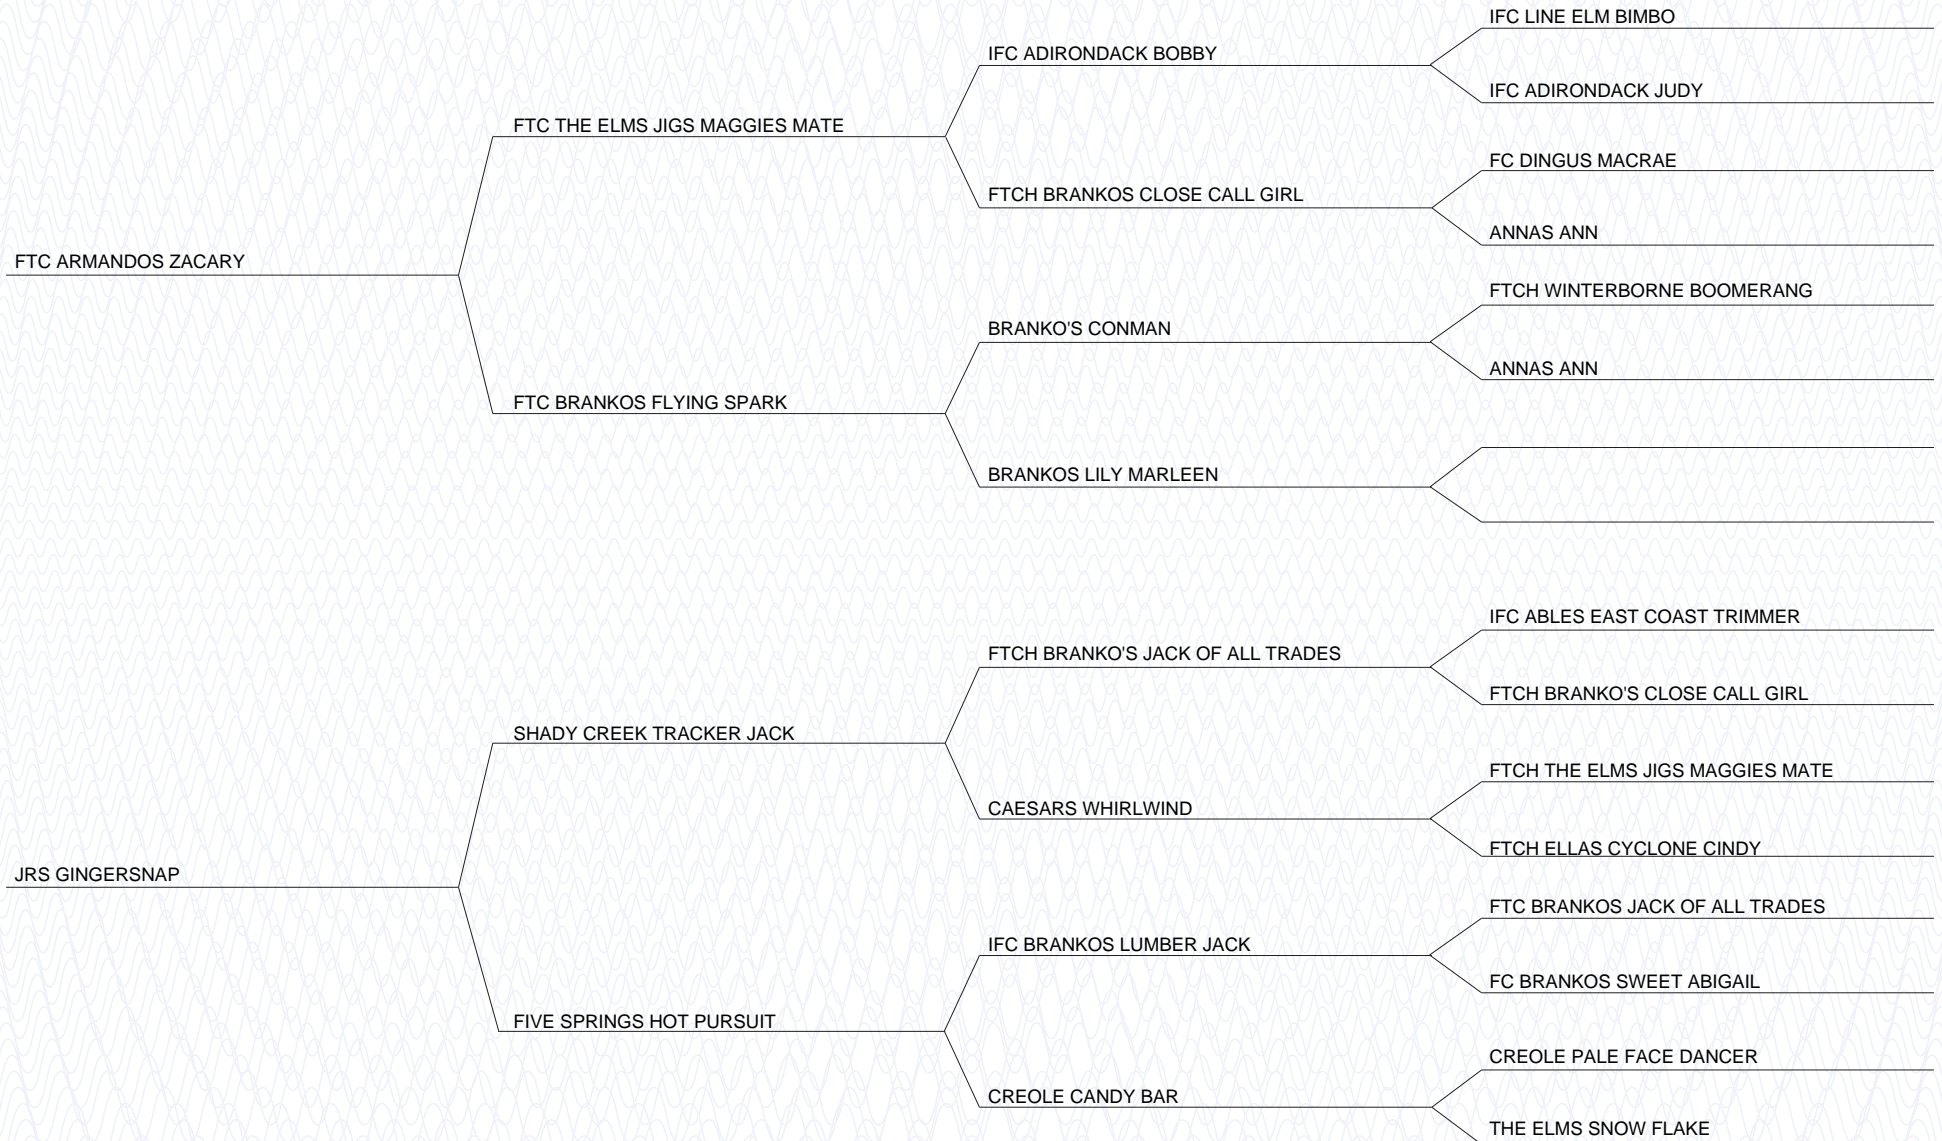 IFC LINE ELM BIMBO
IFC ADIRONDACK BOBBY
IFC ADIRONDACK JUDY
FTC THE ELMS JIGS MAGGIES MATE
FC DINGUS MACRAE
FTCH BRANKOS CLOSE CALL GIRL
ANNAS ANN
FTC ARMANDOS ZACARY
FTCH WINTERBORNE BOOMERANG
BRANKO'S CONMAN
ANNAS ANN
FTC BRANKOS FLYING SPARK
BRANKOS LILY MARLEEN
IFC ABLES EAST COAST TRIMMER
FTCH BRANKO'S JACK OF ALL TRADES
FTCH BRANKO'S CLOSE CALL GIRL
SHADY CREEK TRACKER JACK
FTCH THE ELMS JIGS MAGGIES MATE
CAESARS WHIRLWIND
FTCH ELLAS CYCLONE CINDY
JRS GINGERSNAP
FTC BRANKOS JACK OF ALL TRADES
IFC BRANKOS LUMBER JACK
FC BRANKOS SWEET ABIGAIL
FIVE SPRINGS HOT PURSUIT
CREOLE PALE FACE DANCER
CREOLE CANDY BAR
THE ELMS SNOW FLAKE